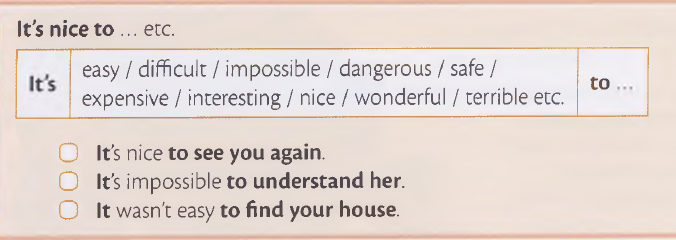 It's nice to ... etc.
It's easy / difficult / impossible / dangerous / safe / to ...
expensive / interesting / nice / wonderful / terrible etc.
It's nice to see you again.
It's impossible to understand her.
It wasn't easy to find your house.